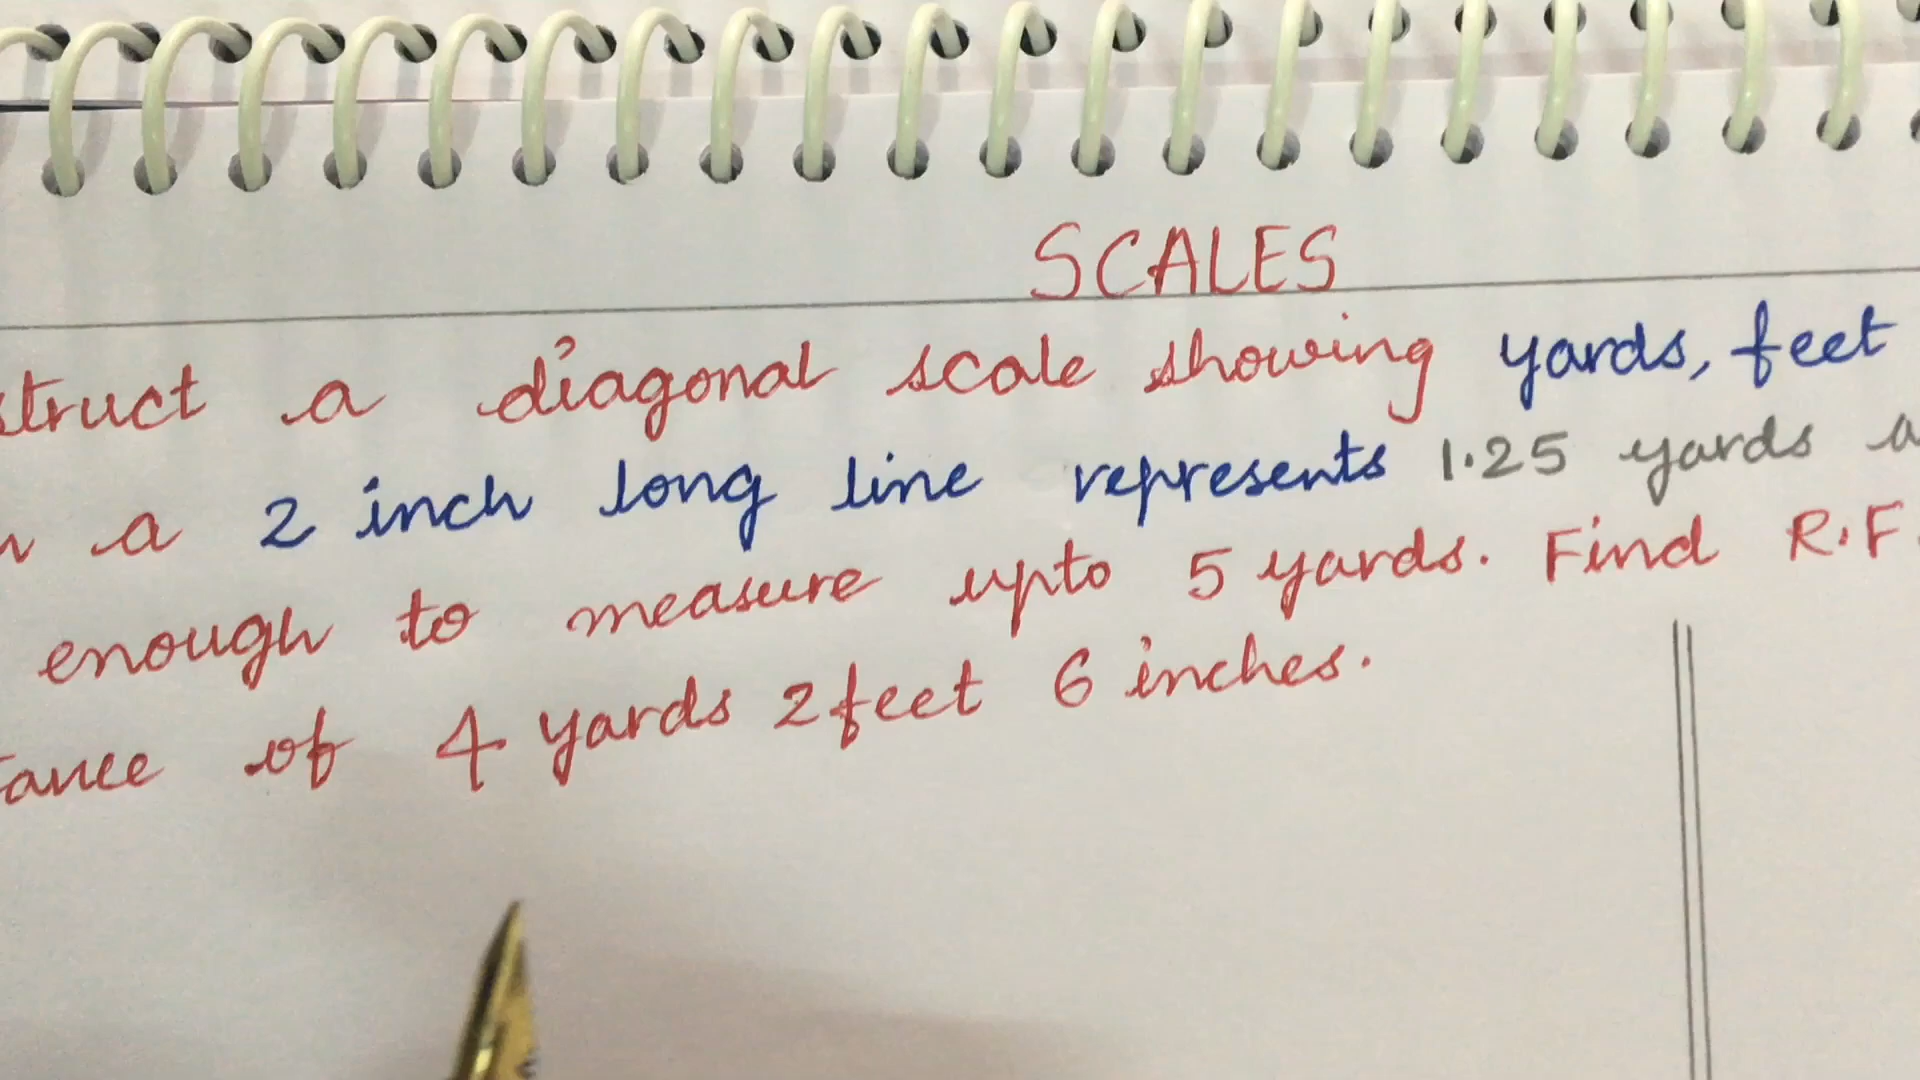 SCALES
struct a diagonal scale showing yards, feet
a 2 inch long line represents 1.25 yards a
enough to measure upto 5 yards. Find R.F.
tance of 4 yards 2 feet 6 inches.